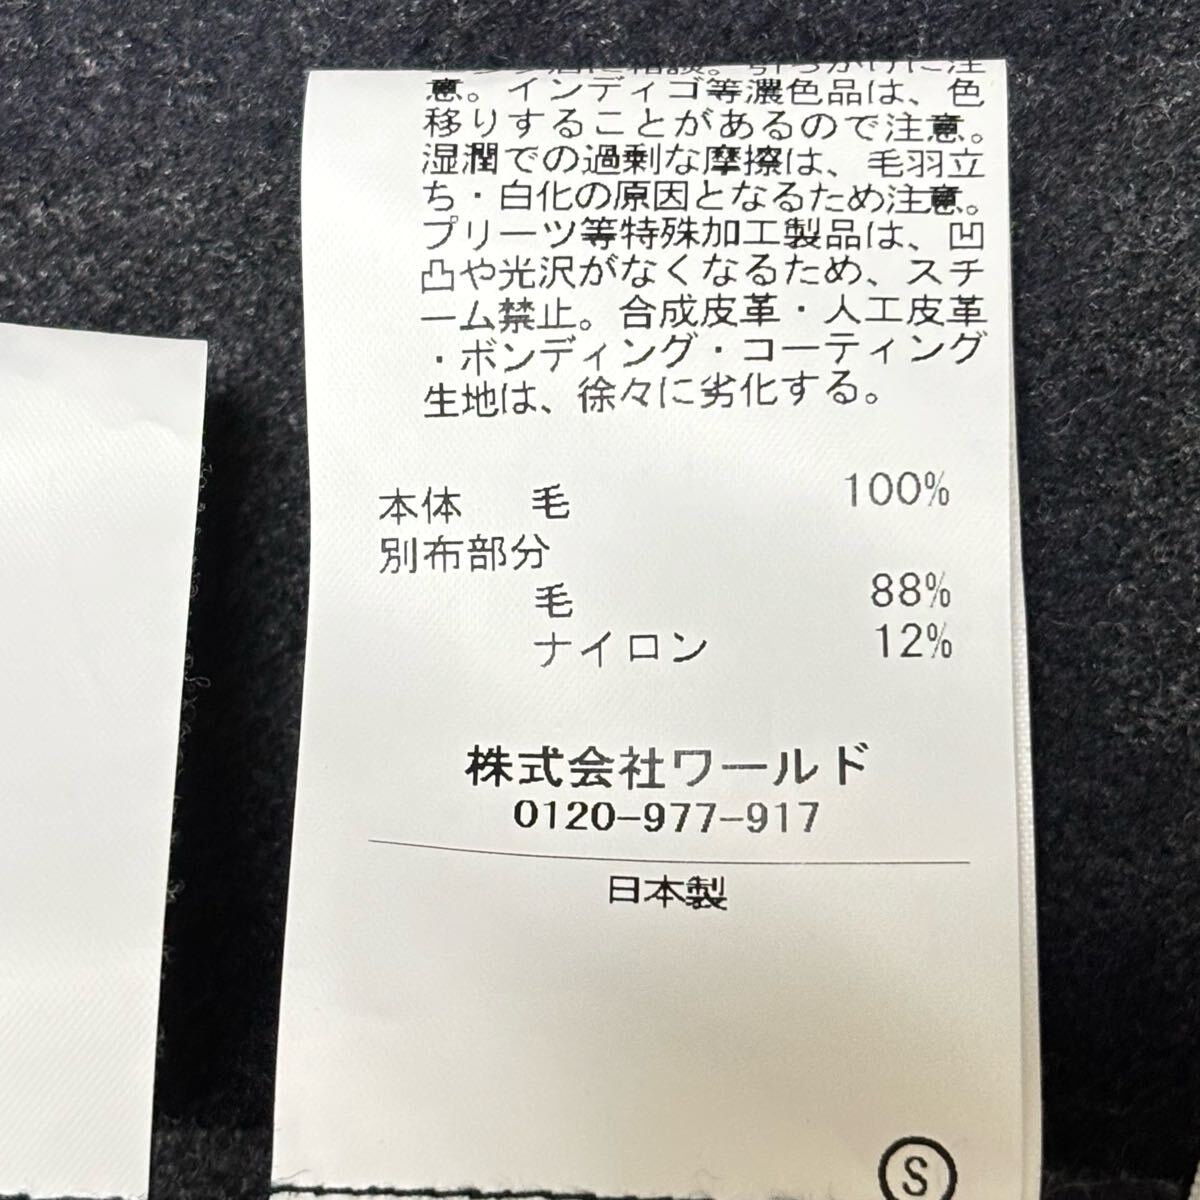 意。インディゴ等濃色品は、色
移りすることがあるので注意。
湿潤での過剰な摩擦は、毛羽立
ち・白化の原因となるため注意。
プリーツ等特殊加工製品は、凹
凸や光沢がなくなるため、スチ
ーム禁止。合成皮革・人工皮革
・ボンディング・コーティング
生地は、徐々に劣化する。
本体 毛 100%
別布部分
毛 88%
ナイロン 12%
株式会社ワールド
0120-977-917
日本製
S